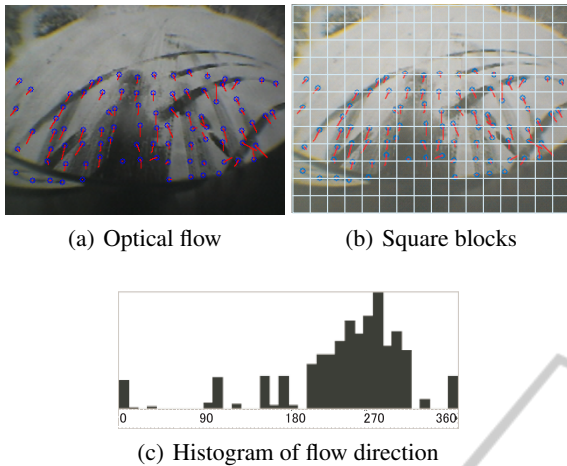 (a) Optical flow
(b) Square blocks
0 90 180 270 360
(c) Histogram of flow direction